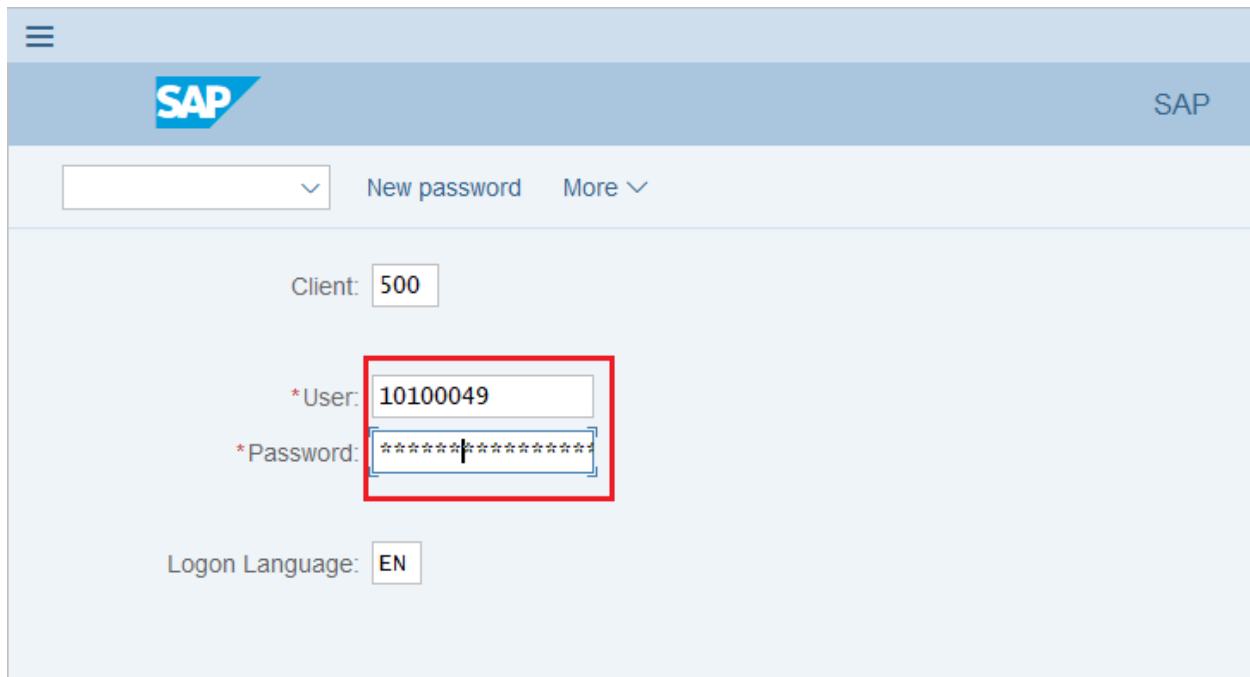 SAP
SAP
New password More
Client: 500
*User: 10100049
*Password: **********************
Logon Language: EN